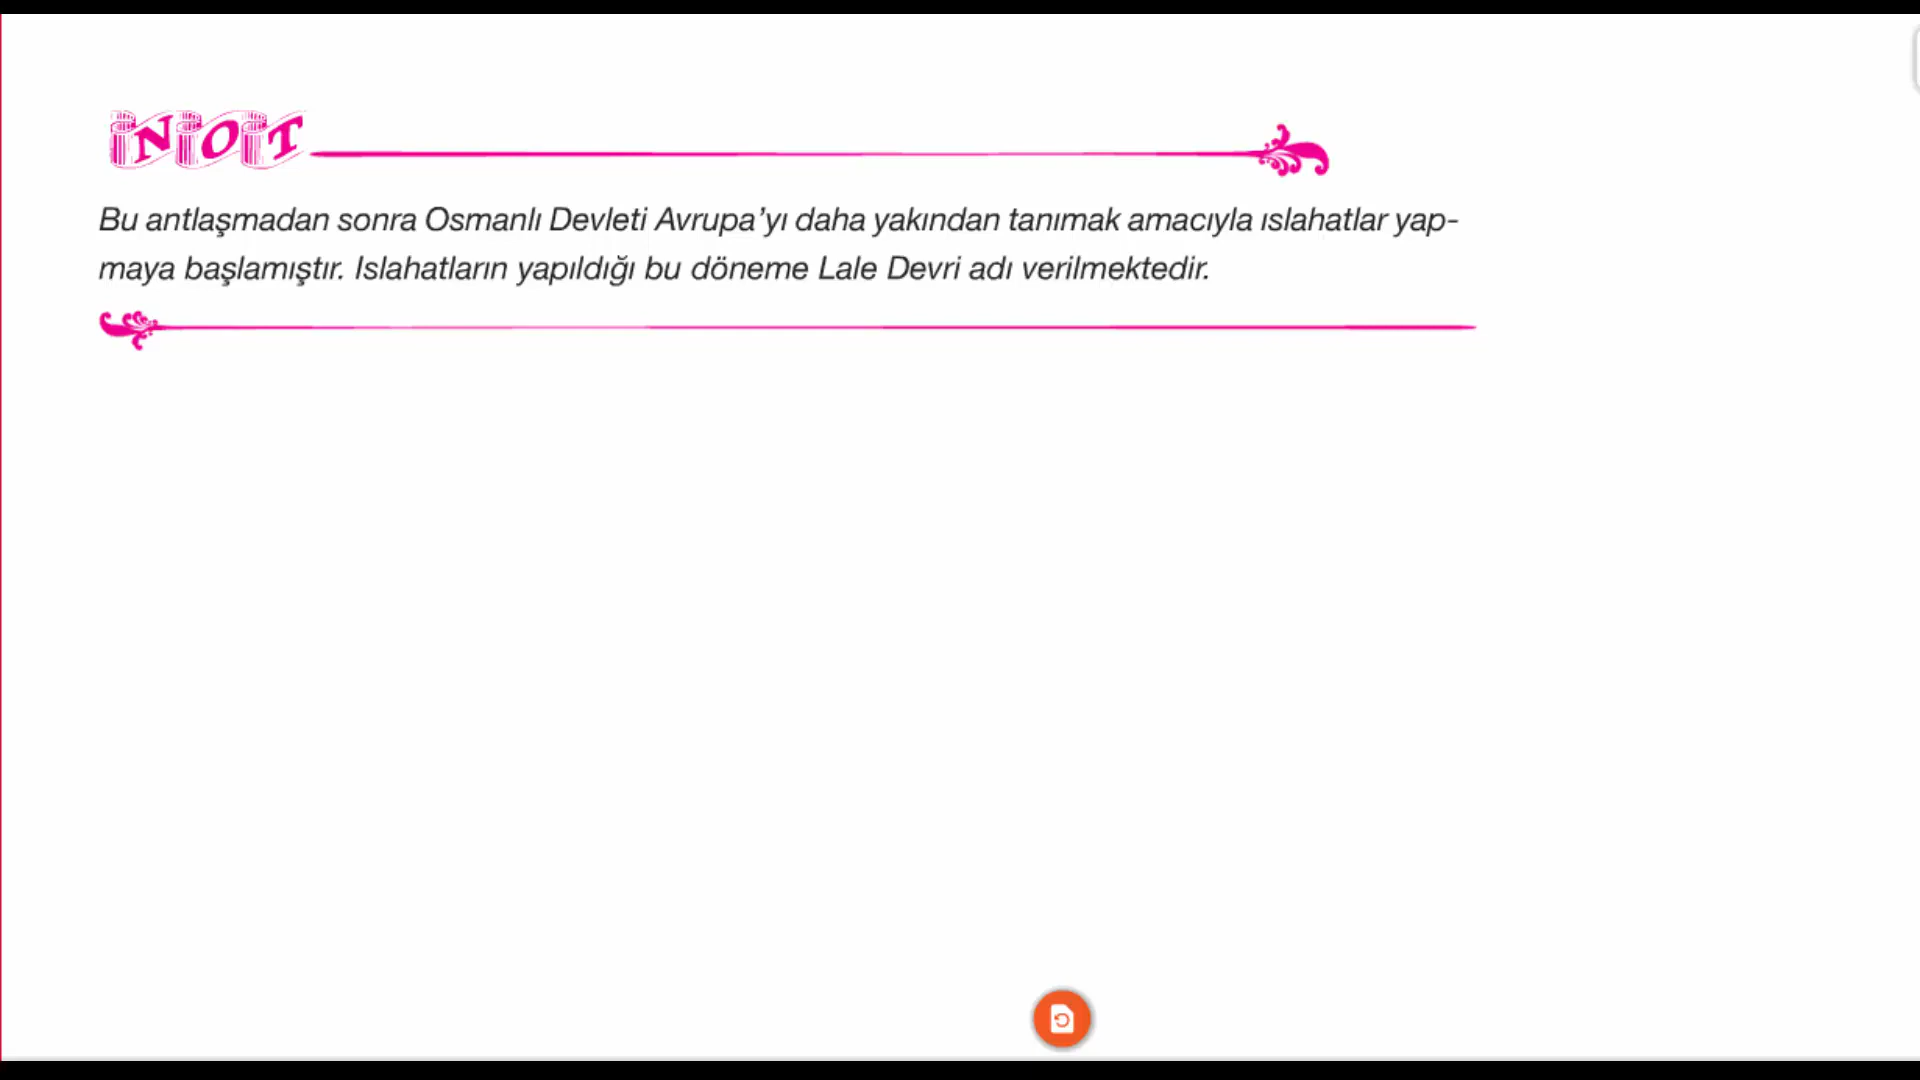 NOT
Bu antlaşmadan sonra Osmanlı Devleti Avrupa’yı daha yakından tanımak amacıyla ıslahatlar yap-
maya başlamıştır. Islahatların yapıldığı bu döneme Lale Devri adı verilmektedir.